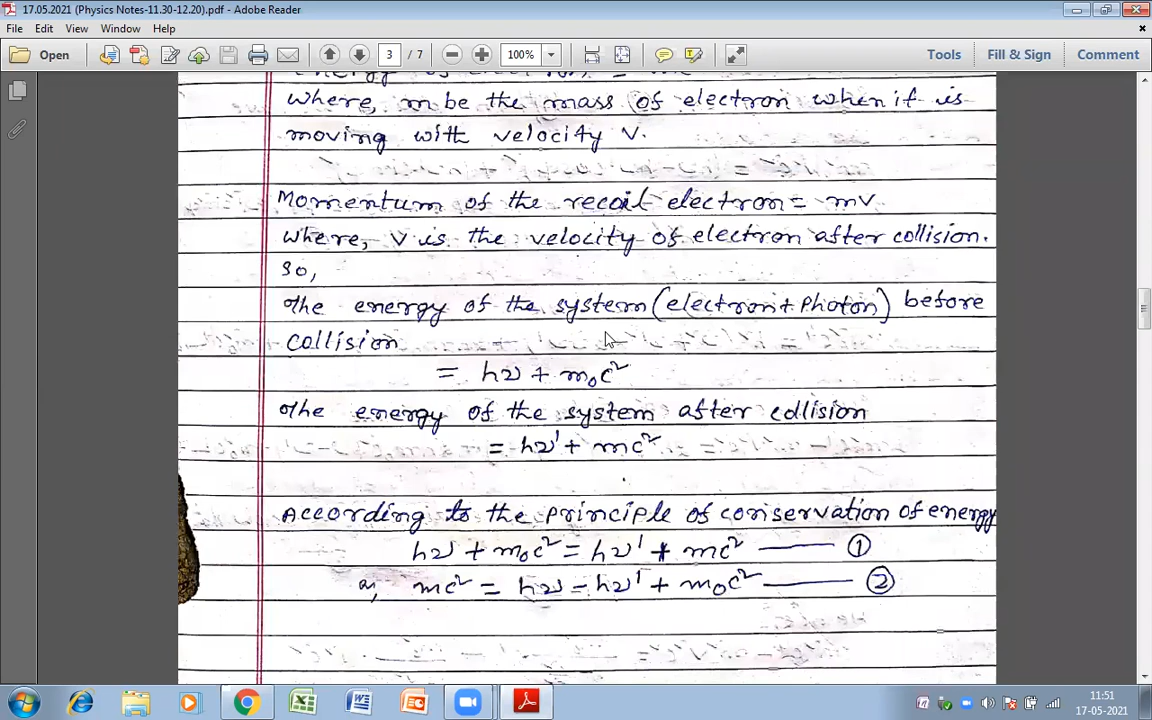 17.05.2021 (Physics Notes-11.30-12.20).pdf - Adobe Reader
File Edit View Window Help
Open 3 / 7 100% Tools Fill & Sign Comment
where, m be the mass of electron when it is
moving with velocity v.
Momentum of the recoil electron = mv
where, v is the velocity of electron after collision.
so,
The energy of the system (electron + Photon) before
collision
= hν + m₀c²
The energy of the system after collision
= hν' + mc²
According to the principle of conservation of energy
hν + m₀c² = hν' + mc² —— ①
or, mc² = hν - hν' + m₀c² —— ②
11:51
17-05-2021